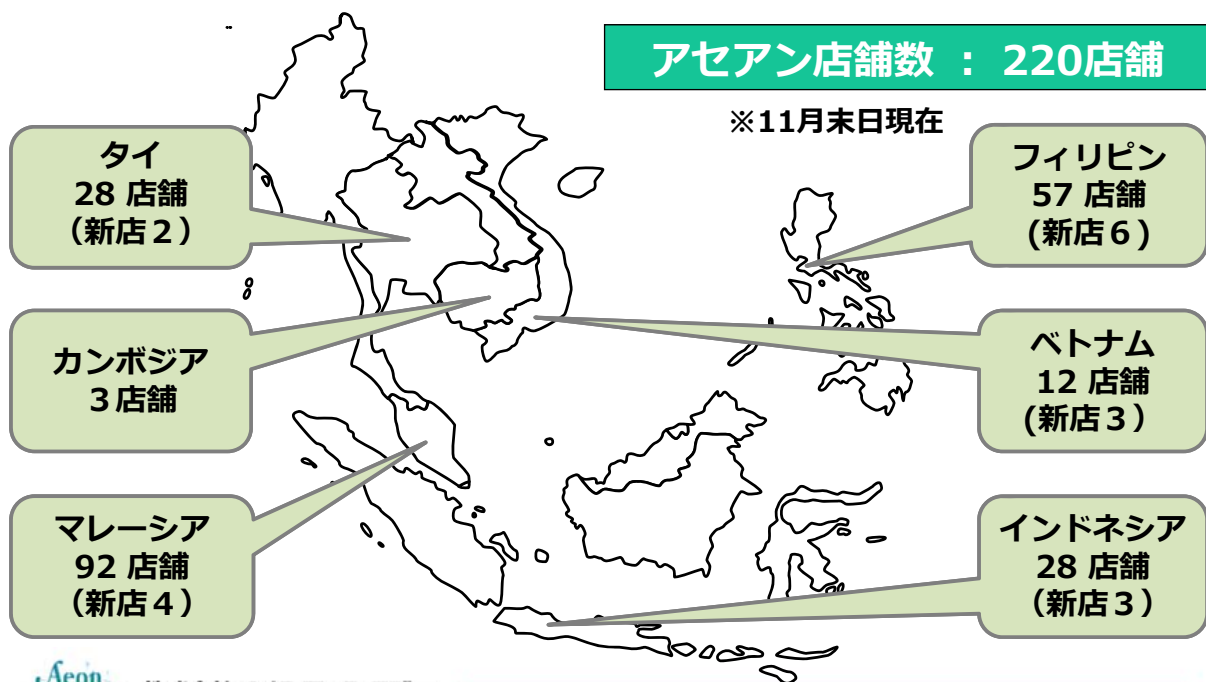 アセアン店舗数 : 220店舗
※11月末日現在
タイ
28 店舗
（新店２）
フィリピン
57 店舗
(新店６)
カンボジア
３店舗
ベトナム
12 店舗
(新店３)
マレーシア
92 店舗
（新店４）
インドネシア
28 店舗
（新店３）
Aeon